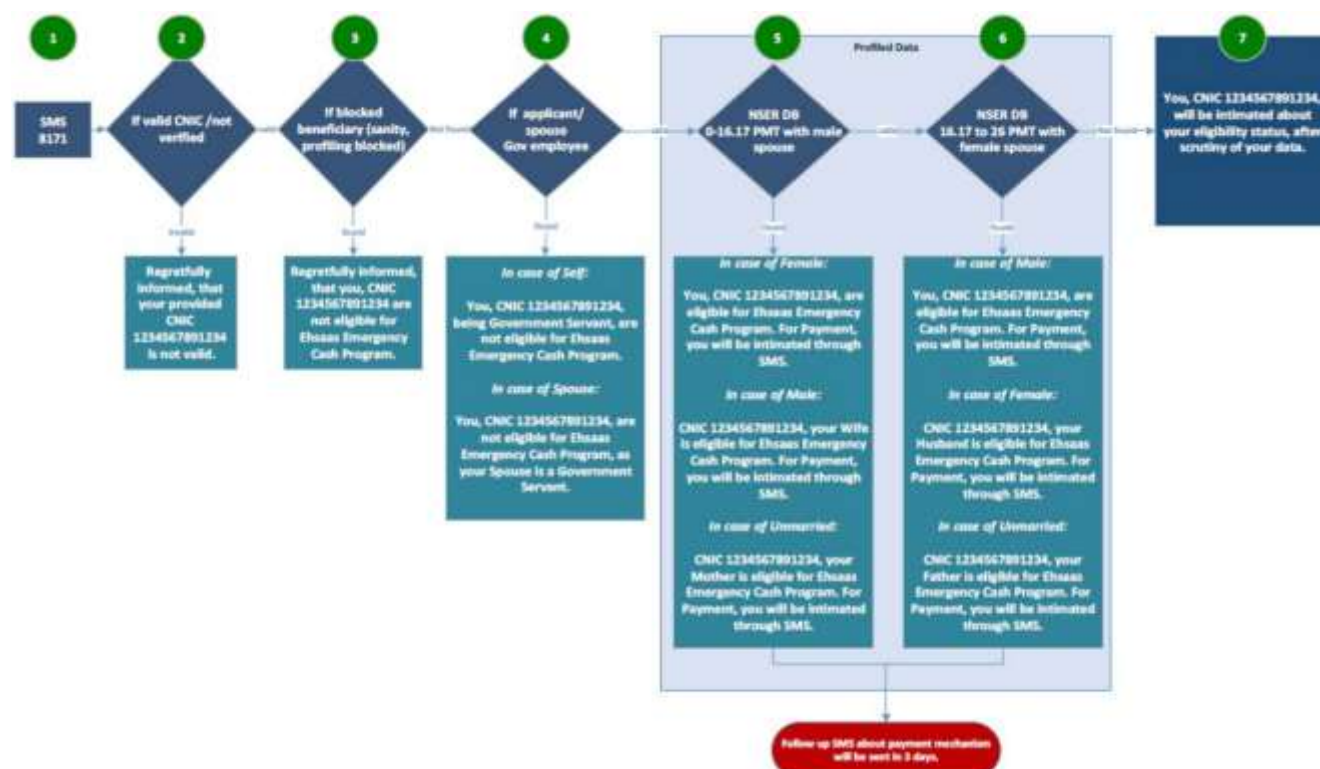 1
2
3
4
5
6
7
Profiled Data
SMS
8171
If valid CNIC /not
verified
If blocked
beneficiary (sanity,
profiling blocked)
If applicant/
spouse
Gov employee
NSER DB
0-16.17 PMT with male
spouse
NSER DB
18.17 to 26 PMT with
female spouse
You, CNIC 1234567891234,
will be intimated about
your eligibility status, after
scrutiny of your data.
Not found
Not found
Invalid
found
found
found
found
Regretfully
informed, that
your provided
CNIC
1234567891234
is not valid.
Regretfully informed,
that you, CNIC
1234567891234 are
not eligible for
Ehsaas Emergency
Cash Program.
In case of Self:
You, CNIC 1234567891234,
being Government Servant, are
not eligible for Ehsaas
Emergency Cash Program.
In case of Spouse:
You, CNIC 1234567891234, are
not eligible for Ehsaas
Emergency Cash Program, as
your Spouse is a Government
Servant.
In case of Female:
You, CNIC 1234567891234, are
eligible for Ehsaas Emergency
Cash Program. For Payment,
you will be intimated through
SMS.
In case of Male:
CNIC 1234567891234, your Wife
is eligible for Ehsaas Emergency
Cash Program. For Payment,
you will be intimated through
SMS.
In case of Unmarried:
CNIC 1234567891234, your
Mother is eligible for Ehsaas
Emergency Cash Program. For
Payment, you will be intimated
through SMS.
In case of Male:
You, CNIC 1234567891234, are
eligible for Ehsaas Emergency
Cash Program. For Payment,
you will be intimated through
SMS.
In case of Female:
CNIC 1234567891234, your
Husband is eligible for Ehsaas
Emergency Cash Program. For
Payment, you will be intimated
through SMS.
In case of Unmarried:
CNIC 1234567891234, your
Father is eligible for Ehsaas
Emergency Cash Program. For
Payment, you will be intimated
through SMS.
Follow up SMS about payment mechanism
will be sent in 3 days,